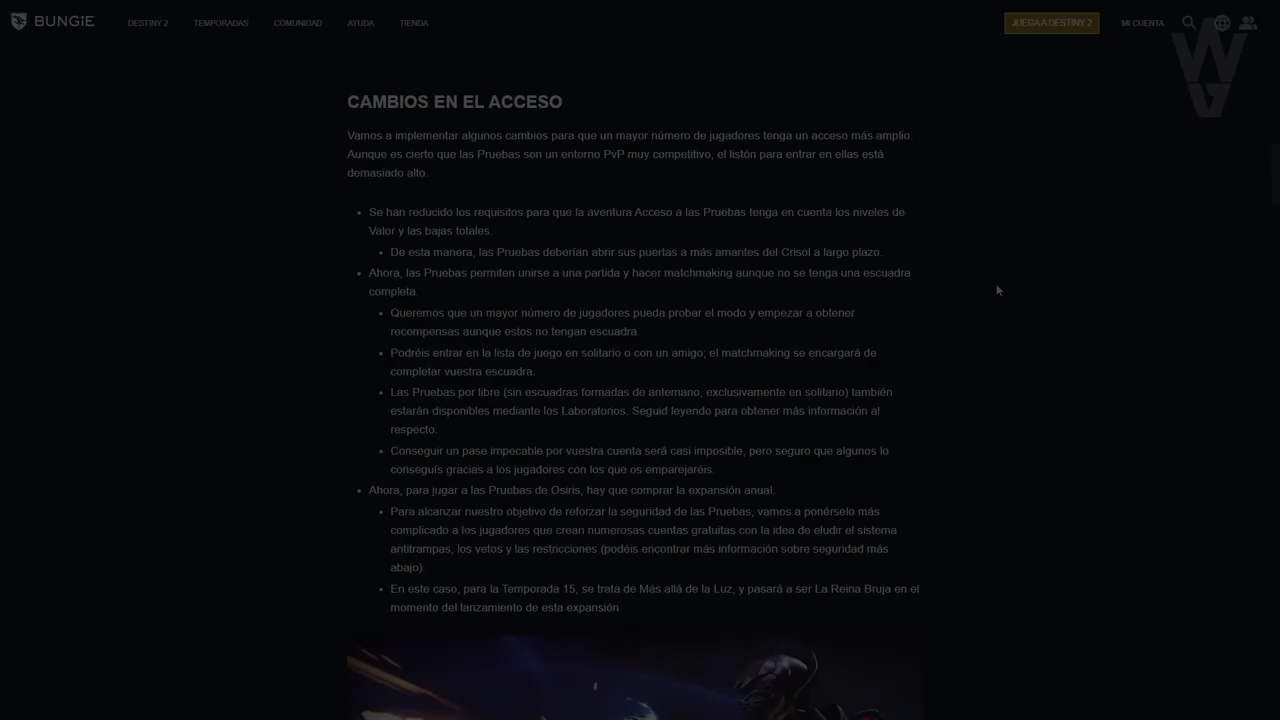 BUNGiE DESTINY 2 TEMPORADAS COMUNIDAD AYUDA TIENDA JUEGA A DESTINY 2 MI CUENTA
CAMBIOS EN EL ACCESO
Vamos a implementar algunos cambios para que un mayor número de jugadores tenga un acceso más amplio.
Aunque es cierto que las Pruebas son un entorno PvP muy competitivo, el listón para entrar en ellas está
demasiado alto.
• Se han reducido los requisitos para que la aventura Acceso a las Pruebas tenga en cuenta los niveles de
Valor y las bajas totales.
• De esta manera, las Pruebas deberían abrir sus puertas a más amantes del Crisol a largo plazo.
• Ahora, las Pruebas permiten unirse a una partida y hacer matchmaking aunque no se tenga una escuadra
completa.
• Queremos que un mayor número de jugadores pueda probar el modo y empezar a obtener
recompensas aunque estos no tengan escuadra.
• Podréis entrar en la lista de juego en solitario o con un amigo; el matchmaking se encargará de
completar vuestra escuadra.
• Las Pruebas por libre (sin escuadras formadas de antemano, exclusivamente en solitario) también
estarán disponibles mediante los Laboratorios. Seguid leyendo para obtener más información al
respecto.
• Conseguir un pase impecable por vuestra cuenta será casi imposible, pero seguro que algunos lo
conseguís gracias a los jugadores con los que os emparejaréis.
• Ahora, para jugar a las Pruebas de Osiris, hay que comprar la expansión anual.
• Para alcanzar nuestro objetivo de reforzar la seguridad de las Pruebas, vamos a ponérselo más
complicado a los jugadores que crean numerosas cuentas gratuitas con la idea de eludir el sistema
antitrampas, los vetos y las restricciones (podéis encontrar más información sobre seguridad más
abajo).
• En este caso, para la Temporada 15, se trata de Más allá de la Luz, y pasará a ser La Reina Bruja en el
momento del lanzamiento de esta expansión.